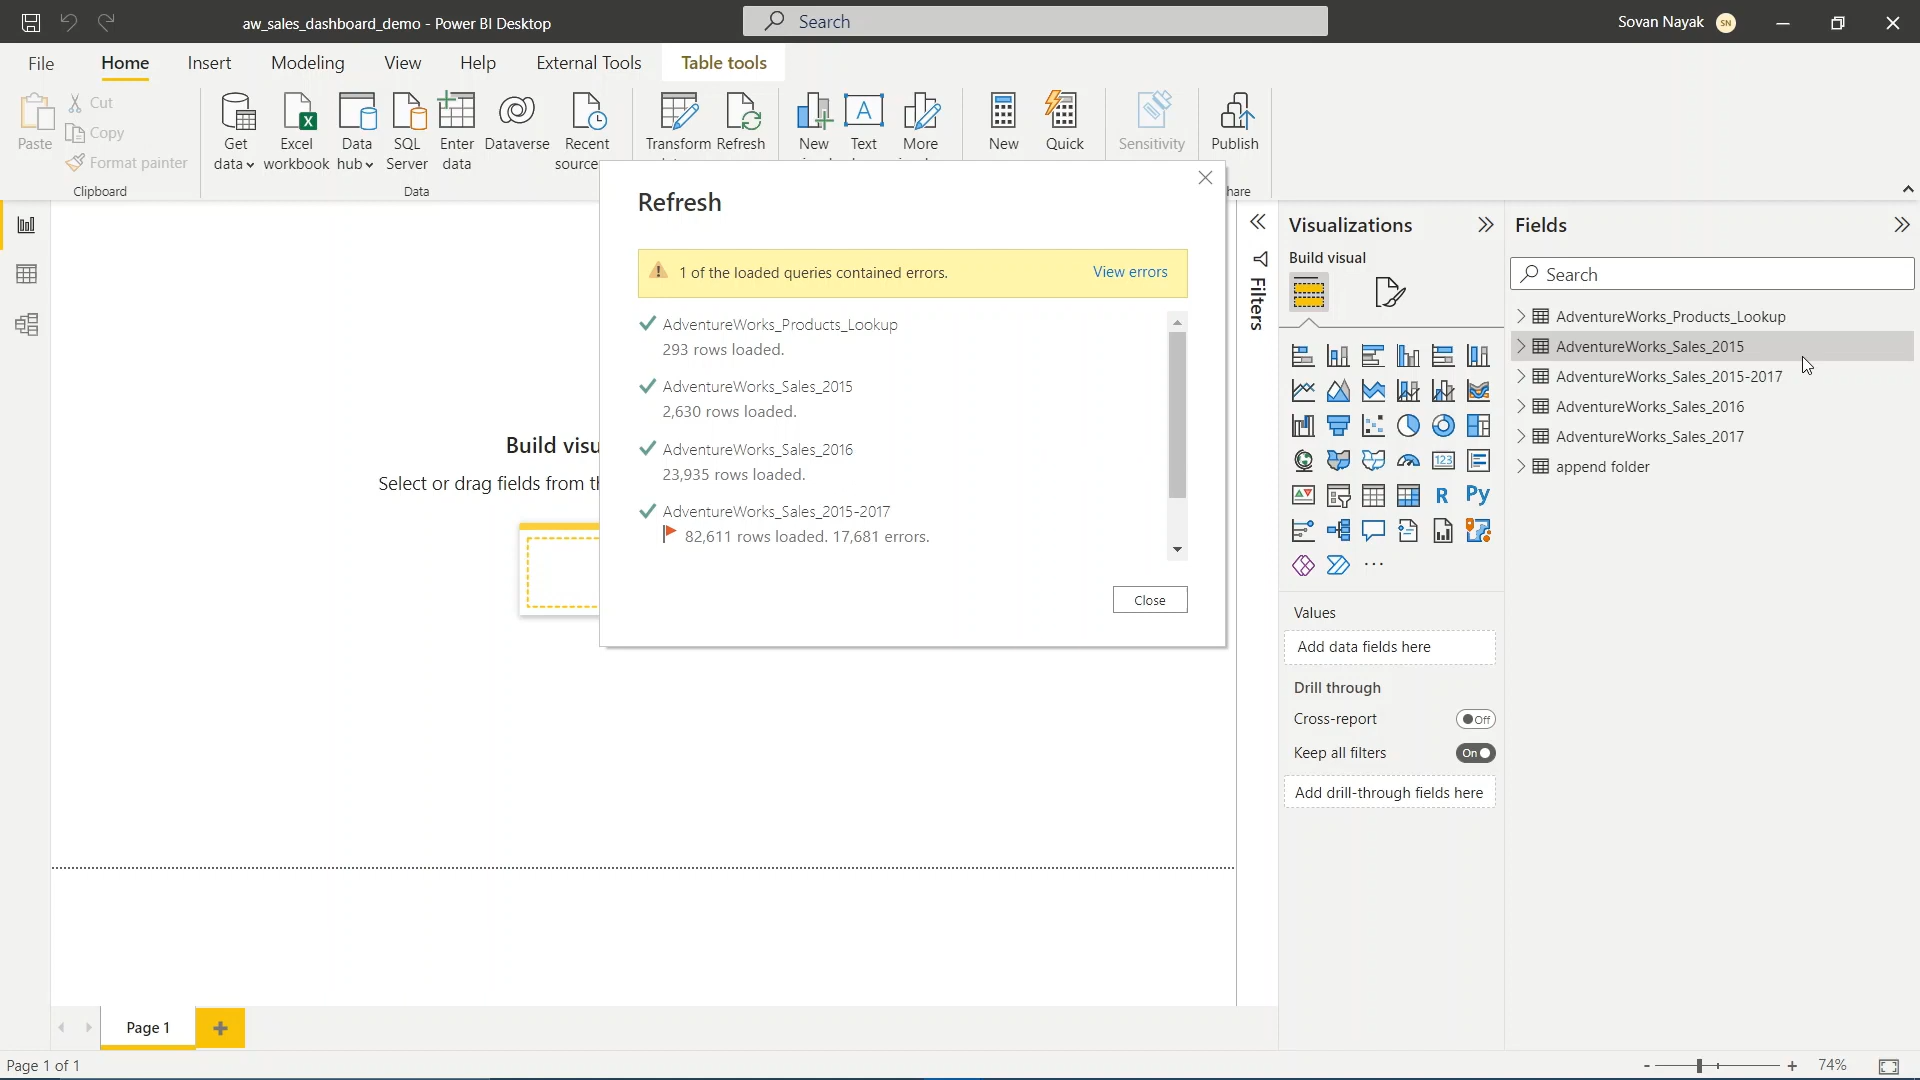 aw_sales_dashboard_demo - Power BI Desktop
Search
Sovan Nayak
SN
File
Home
Insert
Modeling
View
Help
External Tools
Table tools
Paste
Cut
Copy
Format painter
Clipboard
Get data
Excel workbook
Data hub
SQL Server
Enter data
Dataverse
Recent
Data
Transform
Refresh
New
Text
More
New
Quick
Sensitivity
Publish
Refresh
1 of the loaded queries contained errors.
View errors
AdventureWorks_Products_Lookup
293 rows loaded.
AdventureWorks_Sales_2015
2,630 rows loaded.
AdventureWorks_Sales_2016
23,935 rows loaded.
AdventureWorks_Sales_2015-2017
82,611 rows loaded. 17,681 errors.
Close
Build visu
Select or drag fields from th
Filters
Visualizations
Build visual
123
R
Py
Values
Add data fields here
Drill through
Cross-report
Off
Keep all filters
On
Add drill-through fields here
Fields
Search
AdventureWorks_Products_Lookup
AdventureWorks_Sales_2015
AdventureWorks_Sales_2015-2017
AdventureWorks_Sales_2016
AdventureWorks_Sales_2017
append folder
Page 1
Page 1 of 1
74%